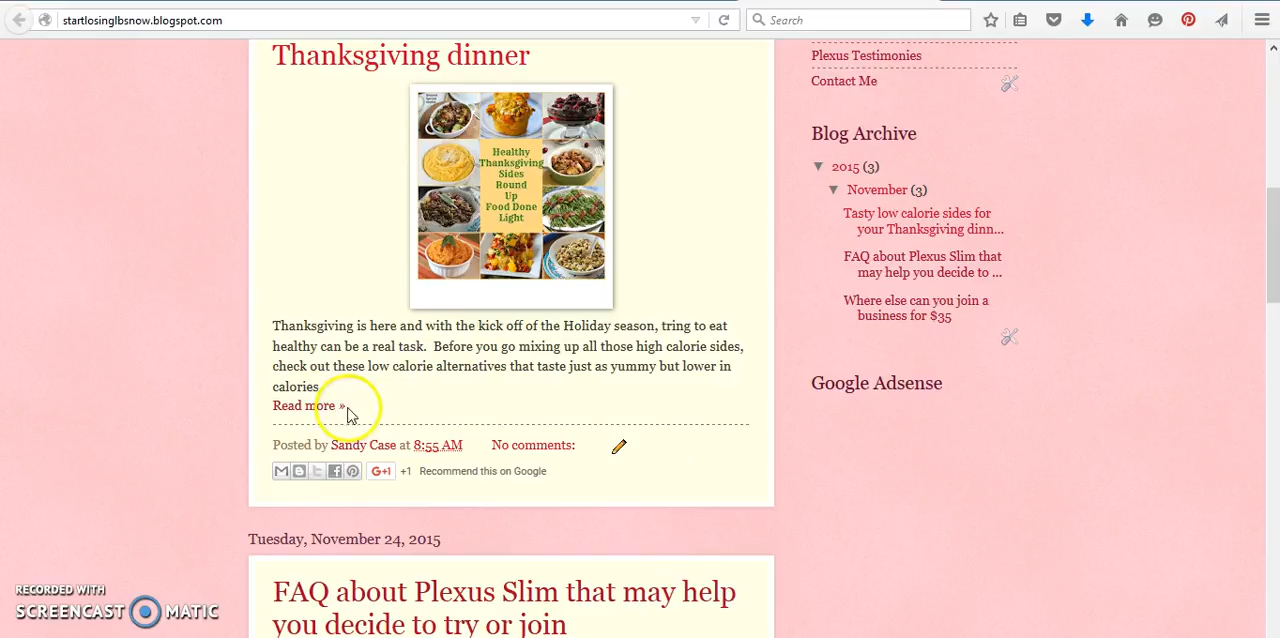 startlosinglbsnow.blogspot.com
Search
Thanksgiving dinner
Healthy
Thanksgiving
Sides
Round
Up
Food Done
Light
Thanksgiving is here and with the kick off of the Holiday season, tring to eat
healthy can be a real task. Before you go mixing up all those high calorie sides,
check out these low calorie alternatives that taste just as yummy but lower in
calories.
Read more »
Posted by Sandy Case at 8:55 AM No comments:
G+1 +1 Recommend this on Google
Tuesday, November 24, 2015
FAQ about Plexus Slim that may help
you decide to try or join
Plexus Testimonies
Contact Me
Blog Archive
▼ 2015 (3)
▼ November (3)
Tasty low calorie sides for
your Thanksgiving dinn...
FAQ about Plexus Slim that
may help you decide to ...
Where else can you join a
business for $35
Google Adsense
RECORDED WITH
SCREENCAST MATIC